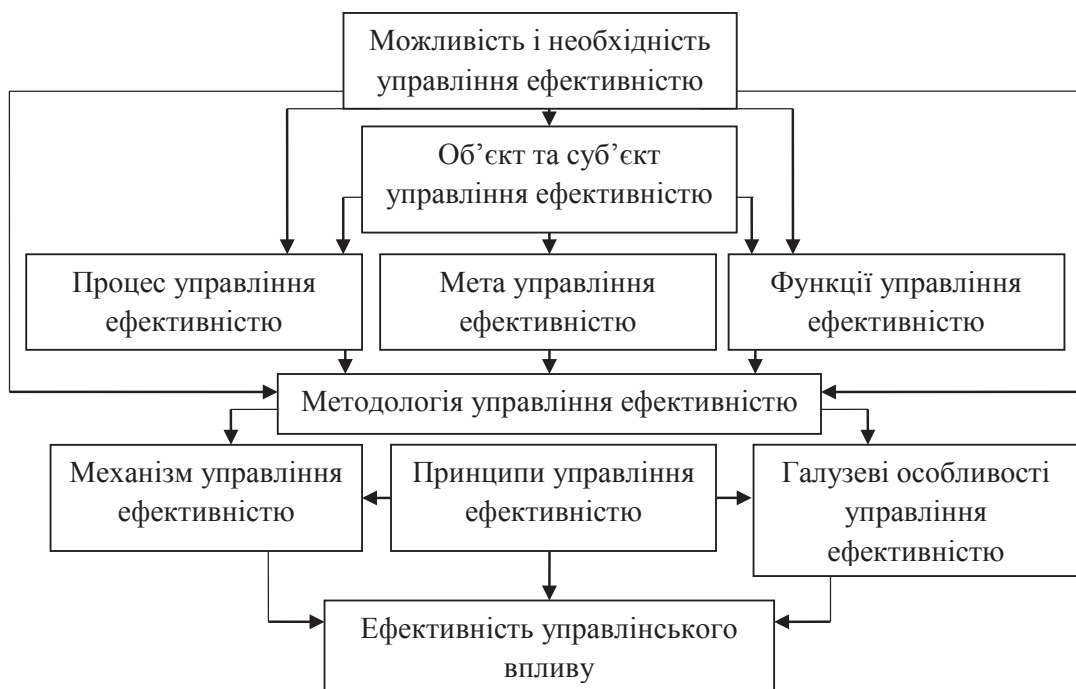 Можливість і необхідність
управління ефективністю
Об’єкт та суб’єкт
управління ефективністю
Процес управління
ефективністю
Мета управління
ефективністю
Функції управління
ефективністю
Методологія управління ефективністю
Механізм управління
ефективністю
Принципи управління
ефективністю
Галузеві особливості
управління
ефективністю
Ефективність управлінського
впливу